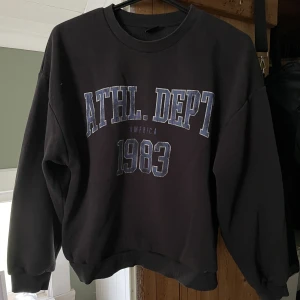 ATHL. DEPT
AMERICA
1983